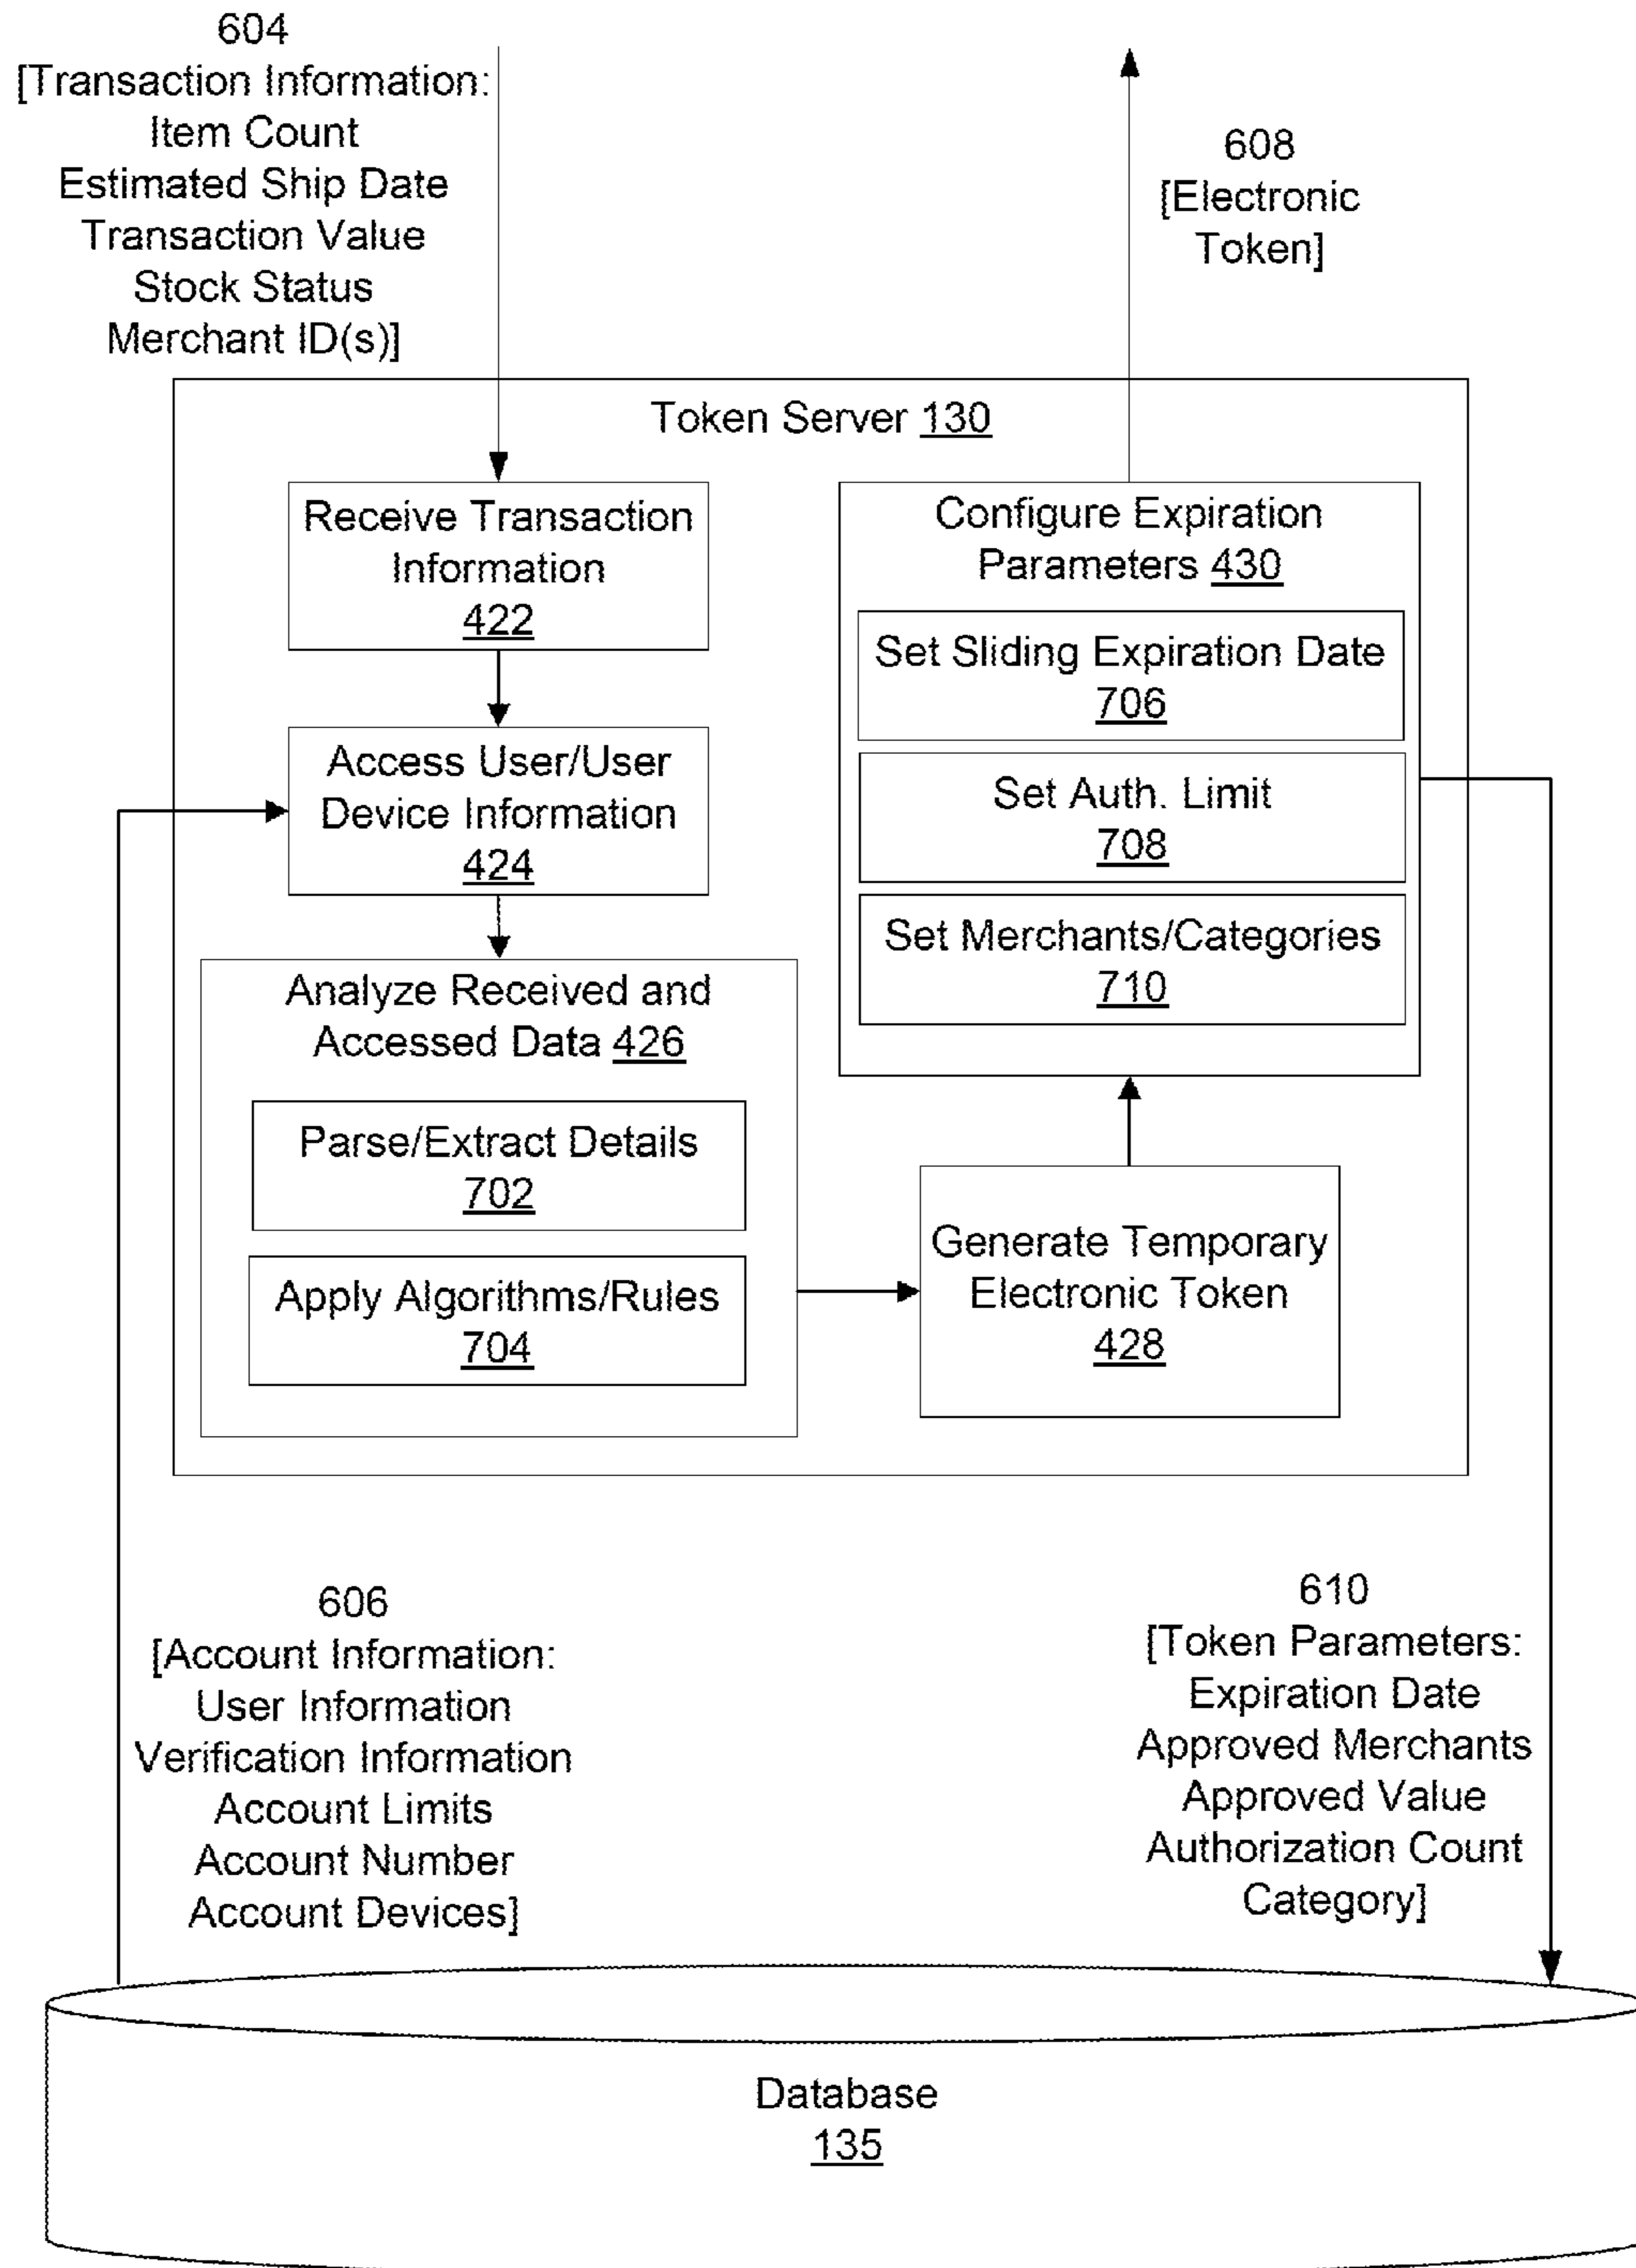 604
[Transaction Information:
Item Count
Estimated Ship Date
Transaction Value
Stock Status
Merchant ID(s)]
608
[Electronic
Token]
Token Server 130
Receive Transaction
Information
422
Access User/User
Device Information
424
Analyze Received and
Accessed Data 426
Parse/Extract Details
702
Apply Algorithms/Rules
704
Generate Temporary
Electronic Token
428
Configure Expiration
Parameters 430
Set Sliding Expiration Date
706
Set Auth. Limit
708
Set Merchants/Categories
710
606
[Account Information:
User Information
Verification Information
Account Limits
Account Number
Account Devices]
610
[Token Parameters:
Expiration Date
Approved Merchants
Approved Value
Authorization Count
Category]
Database
135